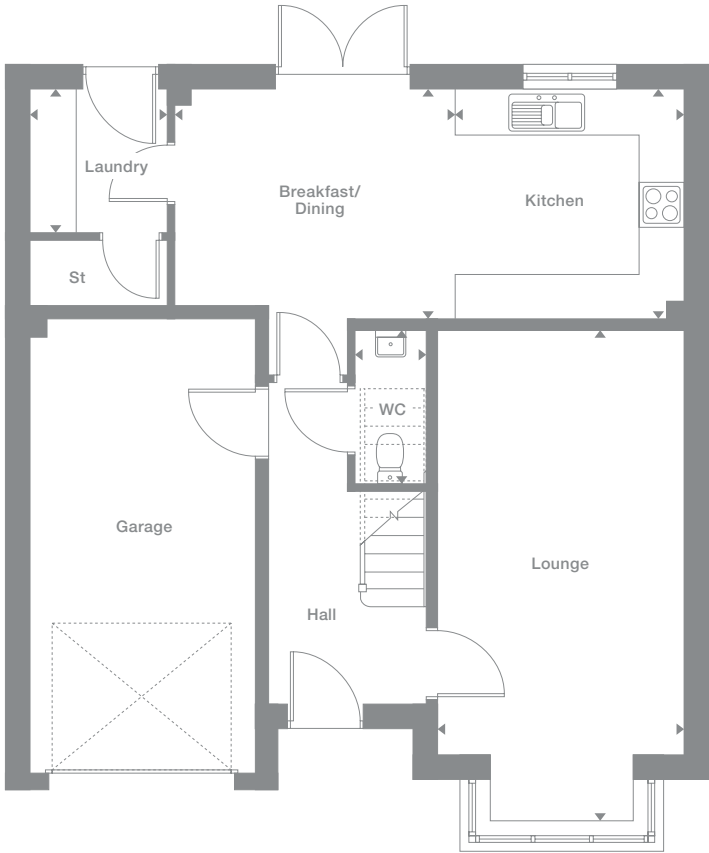 Laundry
Breakfast/
Dining
Kitchen
St
WC
Garage
Lounge
Hall